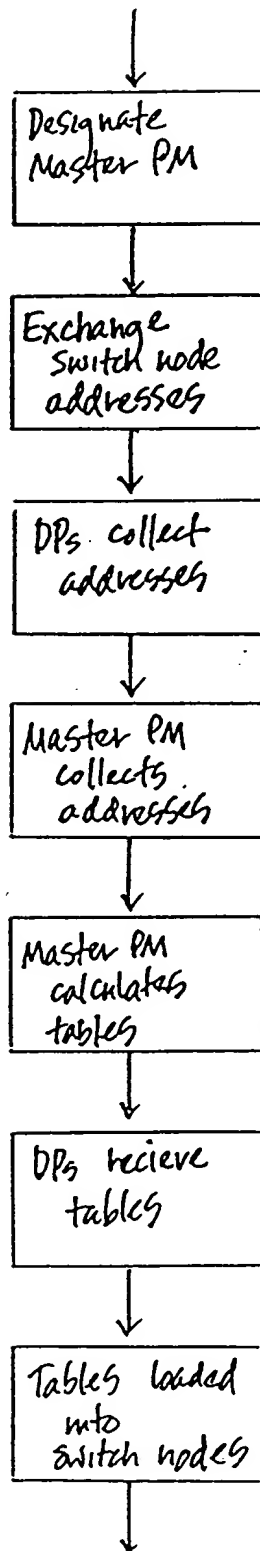 Designate
Master PM
Exchange
switch node
addresses
DPs collect
addresses
Master PM
collects
addresses
Master PM
calculates
tables
DPs recieve
tables
Tables loaded
into
switch nodes